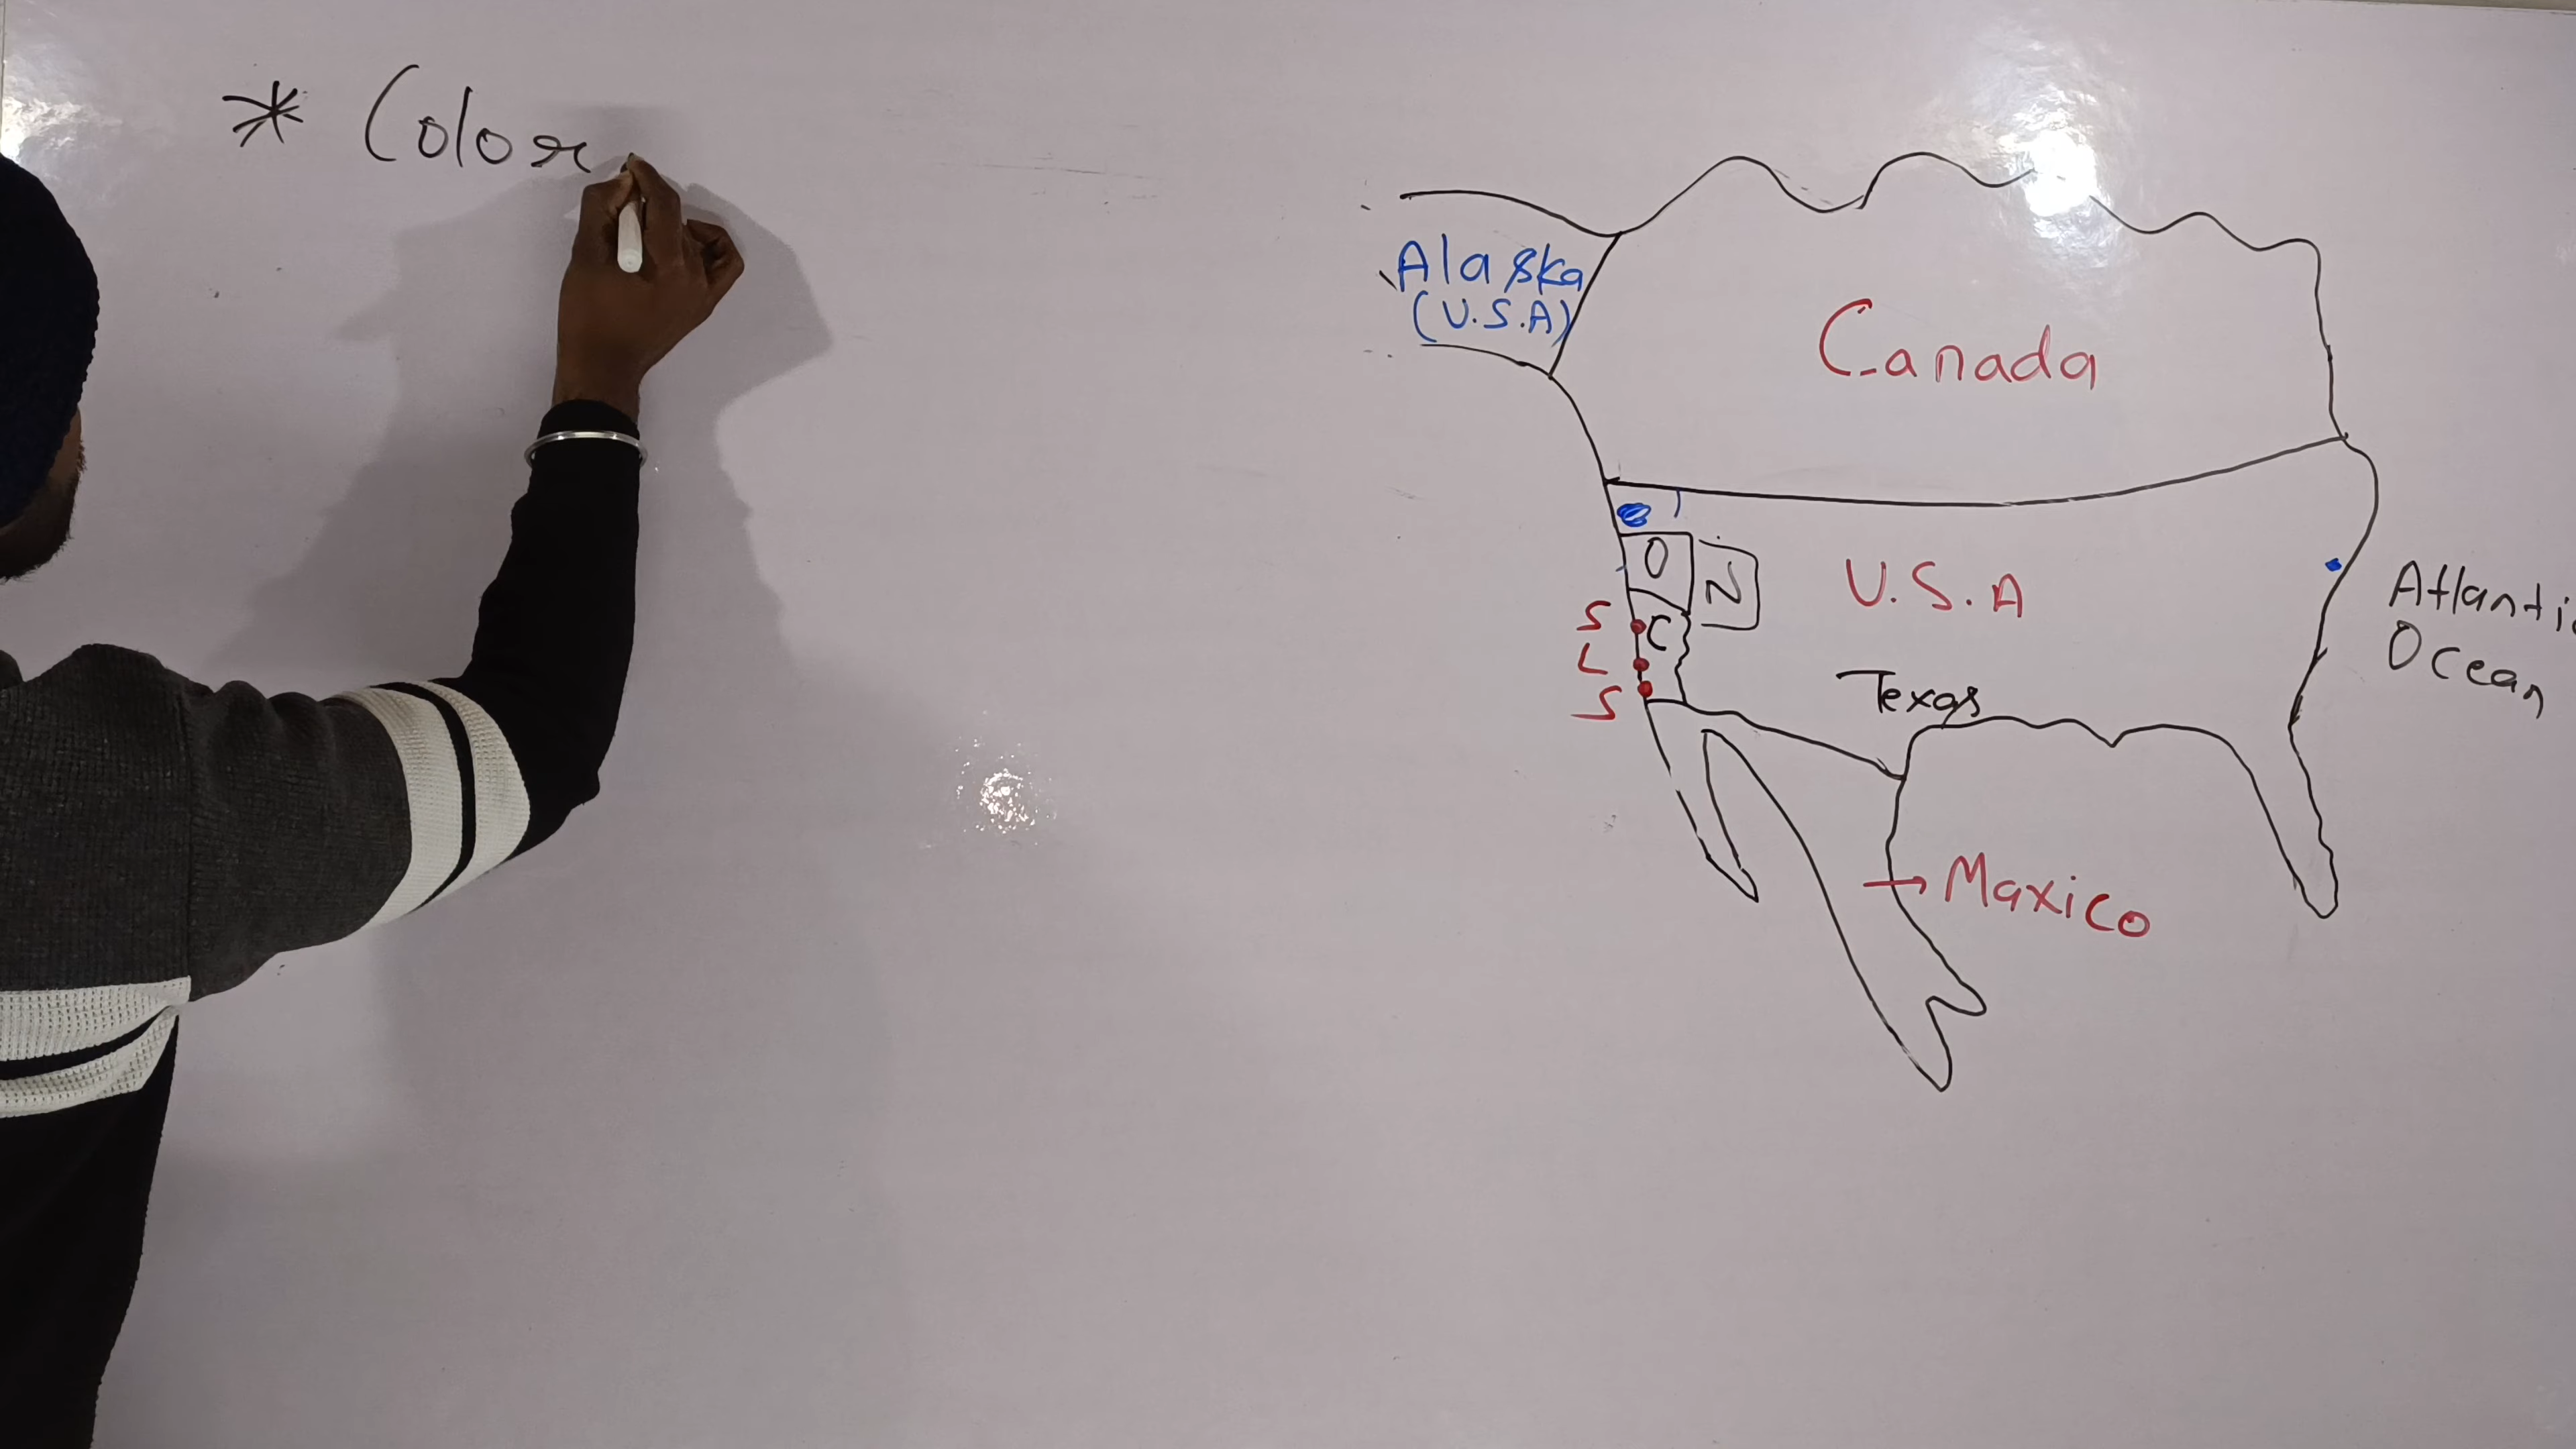 * Color
Alaska
(U.S.A)
Canada
O
N
U.S.A
S
C
L
S
Texas
Atlantic
Ocean
→ Maxico